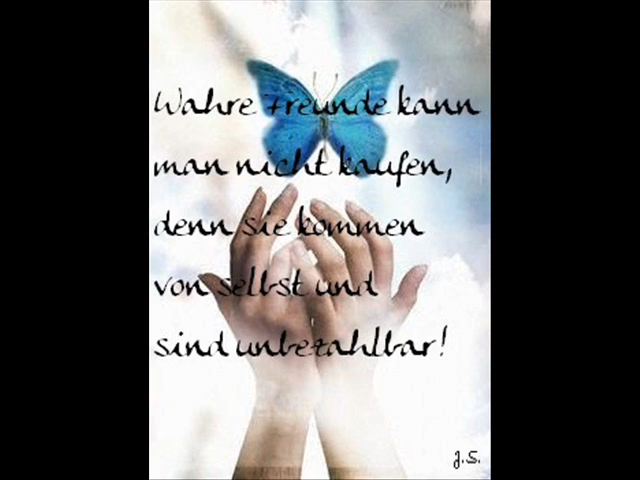 Wahre Freunde kann
man nicht kaufen,
denn sie kommen
von selbst und
sind unbezahlbar!
J.S.